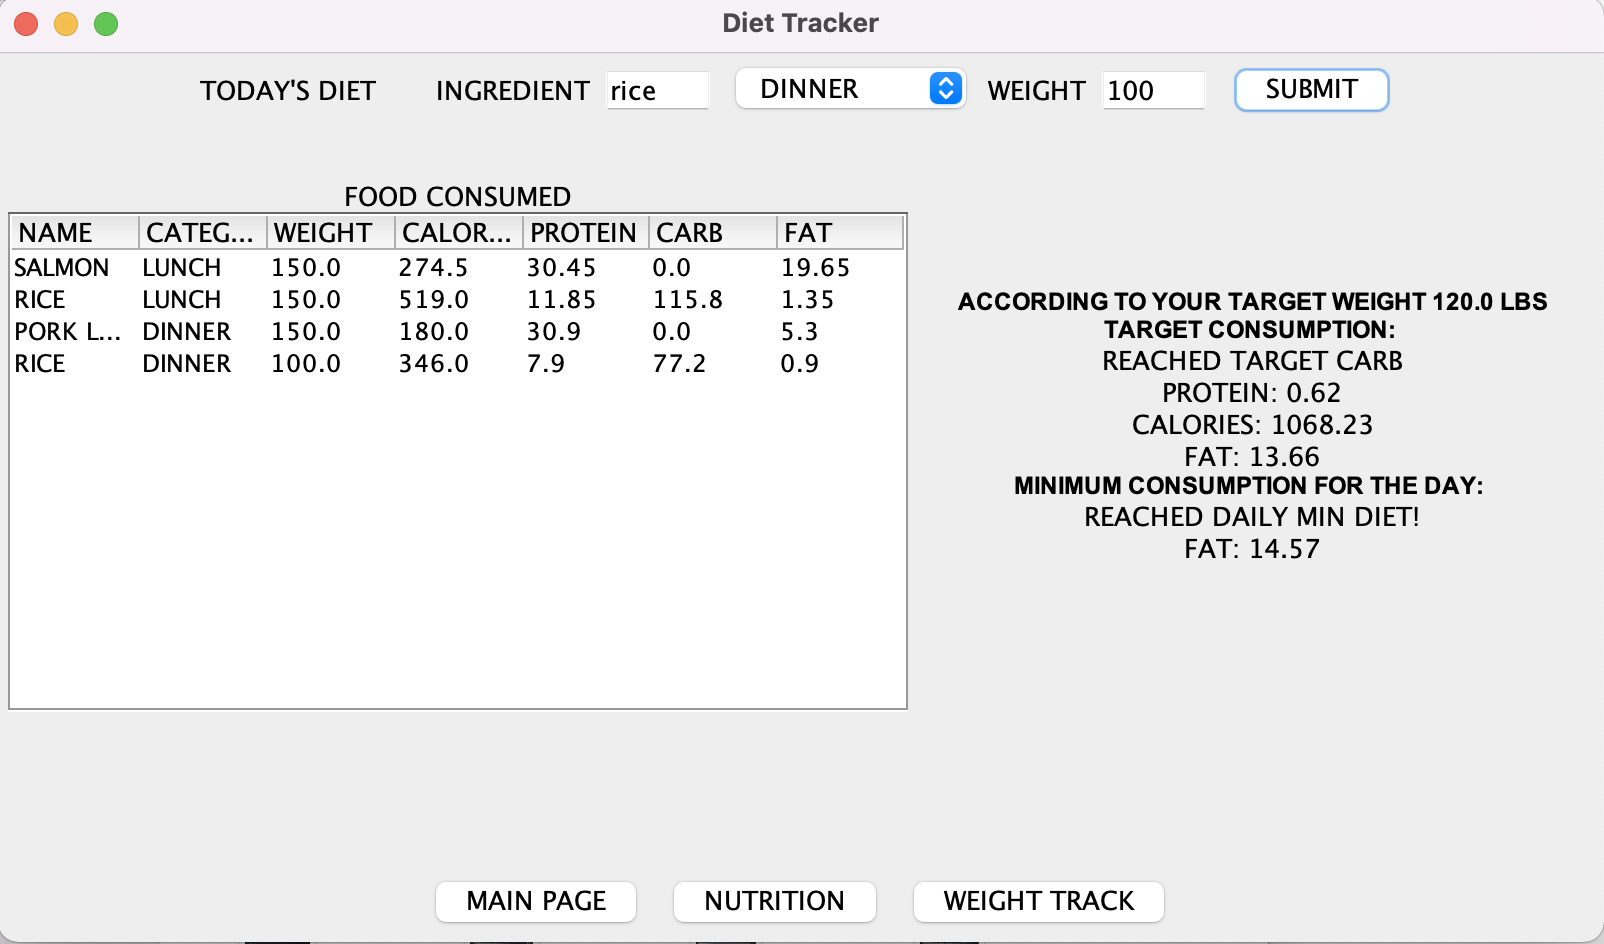 Diet Tracker
TODAY'S DIET INGREDIENT rice DINNER WEIGHT 100 SUBMIT
FOOD CONSUMED
NAME CATEG... WEIGHT CALOR... PROTEIN CARB FAT
SALMON LUNCH 150.0 274.5 30.45 0.0 19.65
RICE LUNCH 150.0 519.0 11.85 115.8 1.35
PORK L... DINNER 150.0 180.0 30.9 0.0 5.3
RICE DINNER 100.0 346.0 7.9 77.2 0.9
ACCORDING TO YOUR TARGET WEIGHT 120.0 LBS
TARGET CONSUMPTION:
REACHED TARGET CARB
PROTEIN: 0.62
CALORIES: 1068.23
FAT: 13.66
MINIMUM CONSUMPTION FOR THE DAY:
REACHED DAILY MIN DIET!
FAT: 14.57
MAIN PAGE NUTRITION WEIGHT TRACK